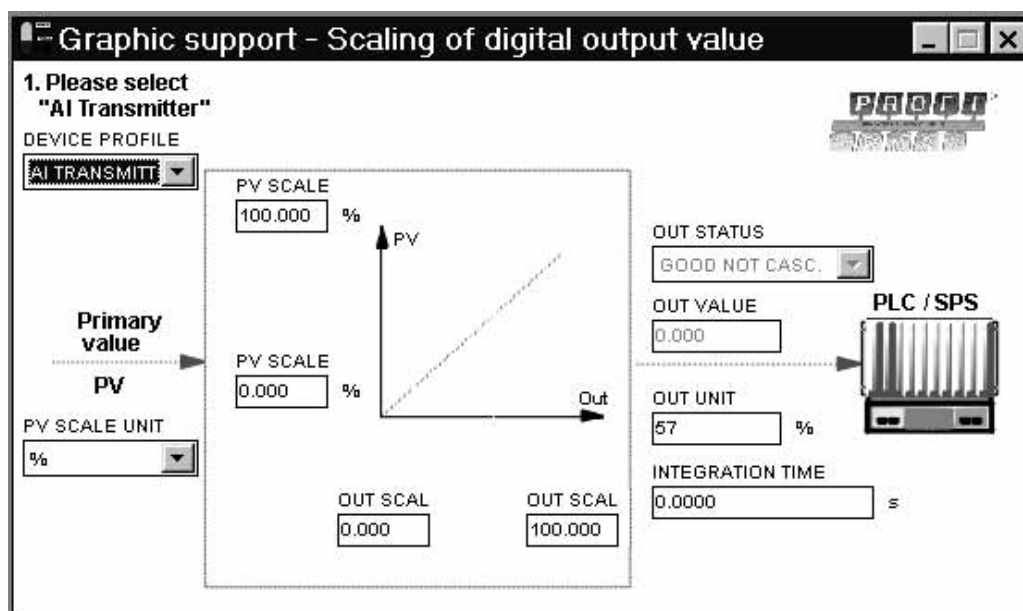 Graphic support - Scaling of digital output value
1. Please select
"AI Transmitter"
DEVICE PROFILE
AI TRANSMITT
PROFI
PV SCALE
100.000 %
PV
OUT STATUS
GOOD NOT CASC.
OUT VALUE
0.000
PLC / SPS
Primary
value
PV
PV SCALE
0.000 %
Out
OUT UNIT
57 %
PV SCALE UNIT
%
INTEGRATION TIME
0.0000 s
OUT SCAL
0.000
OUT SCAL
100.000